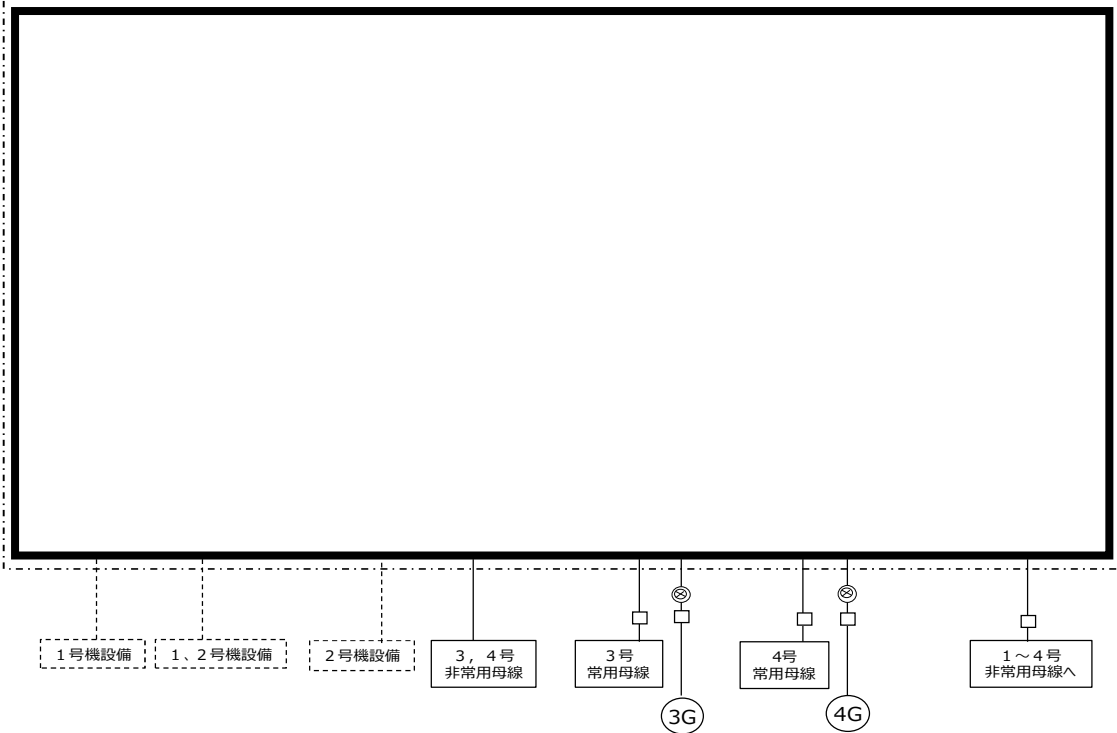 １号機設備
１、２号機設備
２号機設備
３，４号
非常用母線
３号
常用母線
4号
常用母線
１～４号
非常用母線へ
3G
4G